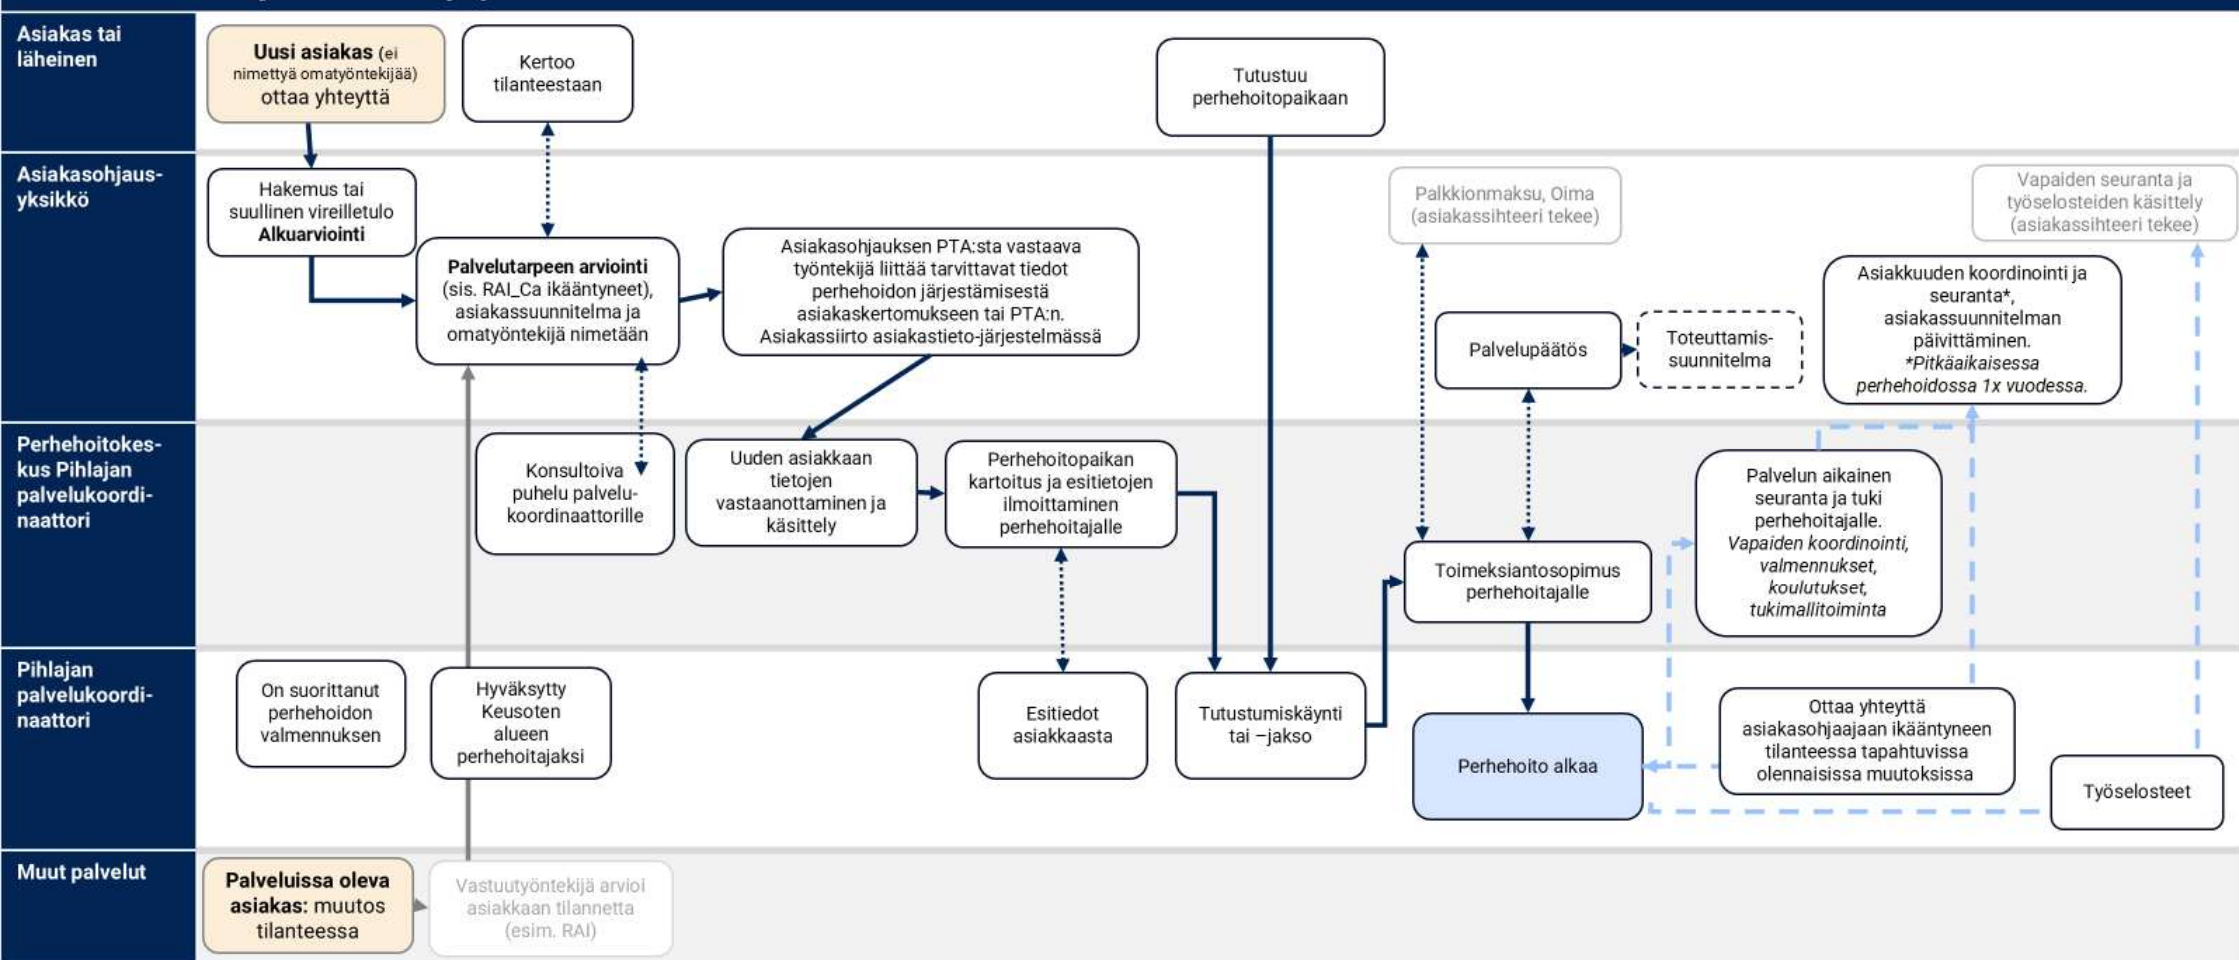 Asiakas tai
läheinen
Uusi asiakas (ei
nimettyä omatyöntekijää)
ottaa yhteyttä
Kertoo
tilanteestaan
Tutustuu
perhehoitopaikaan
Asiakasohjaus-
yksikkö
Hakemus tai
suullinen vireilletulo
Alkuarviointi
Palvelutarpeen arviointi
(sis. RAI_Ca ikääntyneet),
asiakassuunnitelma ja
omatyöntekijä nimetään
Asiakasohjauksen PTA:sta vastaava
työntekijä liittää tarvittavat tiedot
perhehoidon järjestämisestä
asiakaskertomukseen tai PTA:n.
Asiakassiirto asiakastieto-järjestelmässä
Palkkionmaksu, Oima
(asiakassihteeri tekee)
Palvelupäätös
Toteuttamis-
suunnitelma
Asiakkuuden koordinointi ja
seuranta*,
asiakassuunnitelman
päivittäminen.
*Pitkäaikaisessa
perhehoidossa 1x vuodessa.
Vapaiden seuranta ja
työselosteiden käsittely
(asiakassihteeri tekee)
Perhehoitokes-
kus Pihlajan
palvelukoordi-
naattori
Konsultoiva
puhelu palvelu-
koordinaattorille
Uuden asiakkaan
tietojen
vastaanottaminen ja
käsittely
Perhehoitopaikan
kartoitus ja esitietojen
ilmoittaminen
perhehoitajalle
Toimeksiantosopimus
perhehoitajalle
Palvelun aikainen
seuranta ja tuki
perhehoitajalle.
Vapaiden koordinointi,
valmennukset,
koulutukset,
tukimallitoiminta
Pihlajan
palvelukoordi-
naattori
On suorittanut
perhehoidon
valmennuksen
Hyväksytty
Keusoten
alueen
perhehoitajaksi
Esitiedot
asiakkaasta
Tutustumiskäynti
tai –jakso
Perhehoito alkaa
Ottaa yhteyttä
asiakasohjaajaan ikääntyneen
tilanteessa tapahtuvissa
olennaisissa muutoksissa
Työselosteet
Muut palvelut
Palveluissa oleva
asiakas: muutos
tilanteessa
Vastuutyöntekijä arvioi
asiakkaan tilannetta
(esim. RAI)